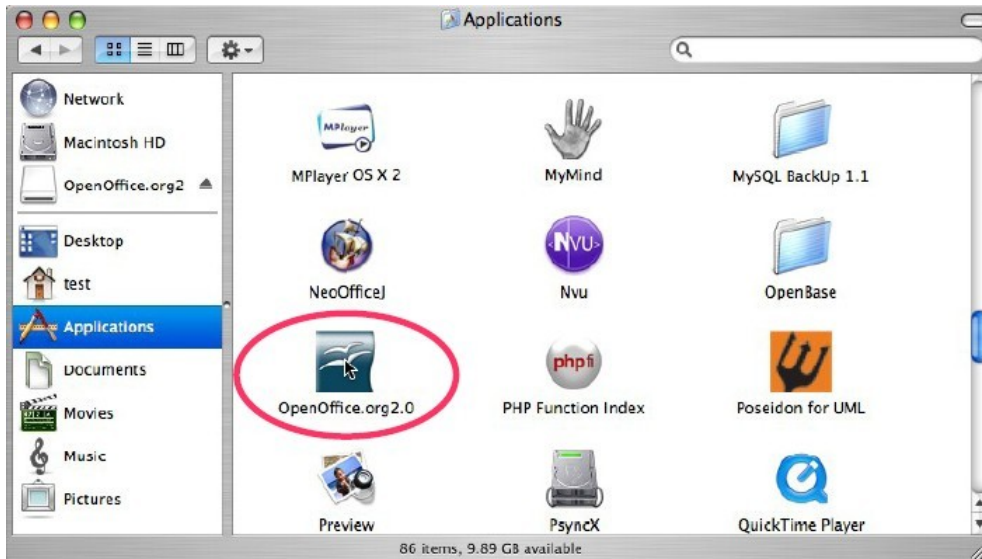 Applications
Network
Macintosh HD
OpenOffice.org2
Desktop
test
Applications
Documents
Movies
Music
Pictures
MPlayer
MPlayer OS X 2
MyMind
MySQL BackUp 1.1
NeoOfficeJ
NVU
Nvu
OpenBase
OpenOffice.org2.0
php fi
PHP Function Index
Poseidon for UML
Preview
PsyncX
QuickTime Player
86 items, 9.89 GB available